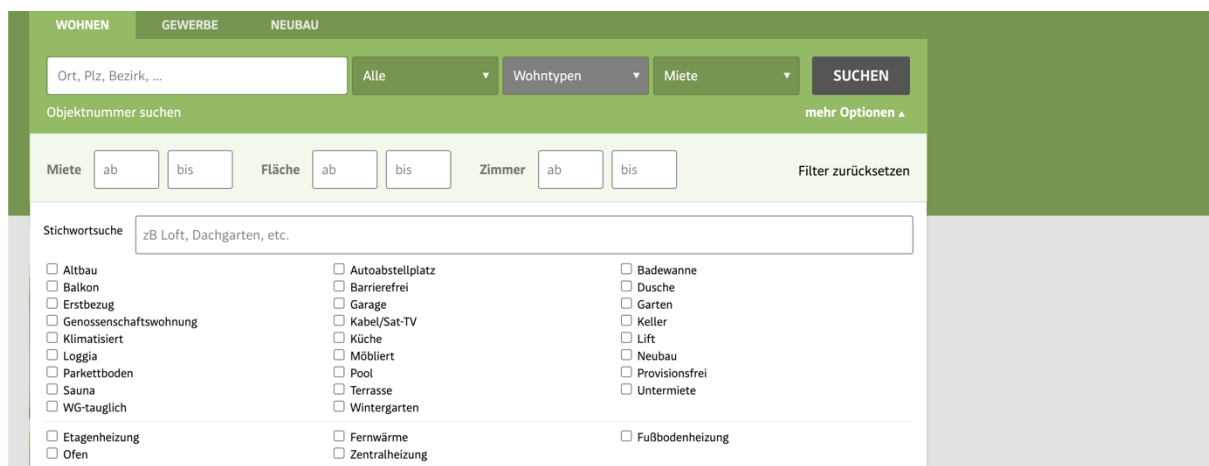 WOHNEN GEWERBE NEUBAU
Ort, Plz, Bezirk, ... Alle Wohntypen Miete SUCHEN
Objektnummer suchen mehr Optionen
Miete ab bis Fläche ab bis Zimmer ab bis Filter zurücksetzen
Stichwortsuche zB Loft, Dachgarten, etc.
Altbau Autoabstellplatz Badewanne
Balkon Barrierefrei Dusche
Erstbezug Garage Garten
Genossenschaftswohnung Kabel/Sat-TV Keller
Klimatisiert Küche Lift
Loggia Möbliert Neubau
Parkettboden Pool Provisionsfrei
Sauna Terrasse Untermiete
WG-tauglich Wintergarten
Etagenheizung Fernwärme Fußbodenheizung
Ofen Zentralheizung